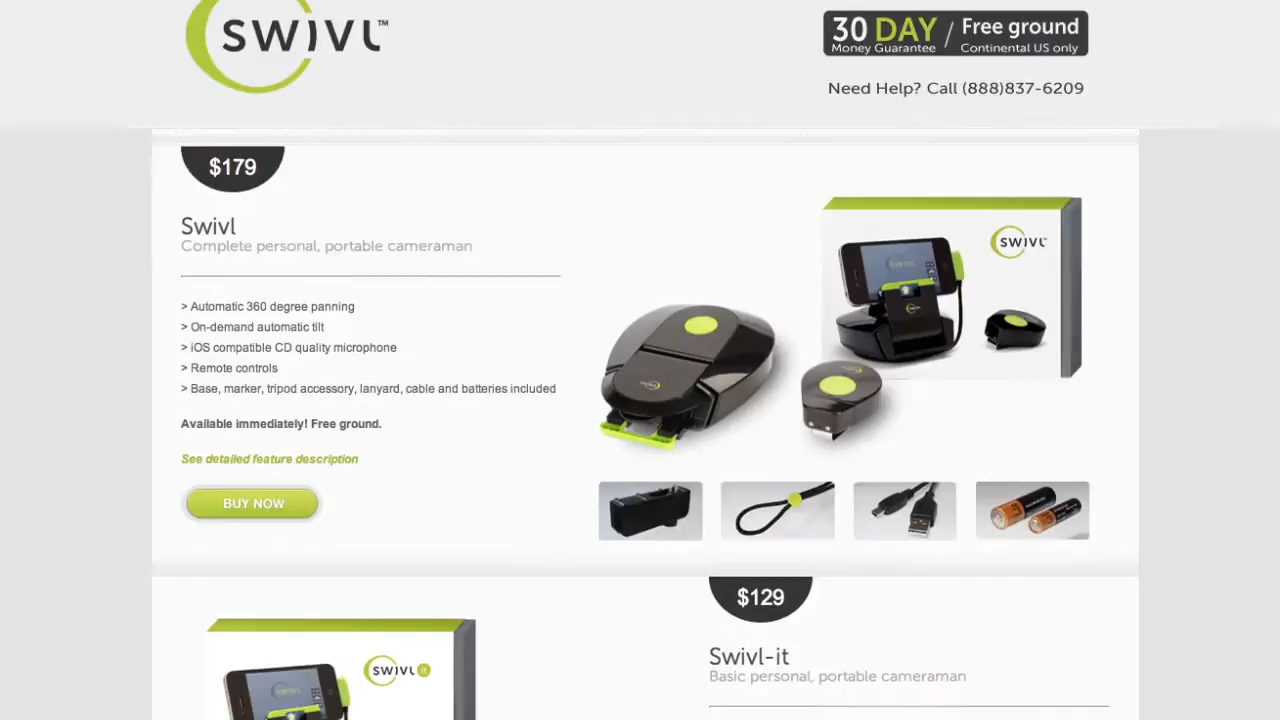 SWIVL™
30 DAY / Free ground
Money Guarantee Continental US only
Need Help? Call (888)837-6209
$179
Swivl
Complete personal, portable cameraman
> Automatic 360 degree panning
> On-demand automatic tilt
> iOS compatible CD quality microphone
> Remote controls
> Base, marker, tripod accessory, lanyard, cable and batteries included
Available immediately! Free ground.
See detailed feature description
BUY NOW
SWIVL
SWIVL
SWIVL
$129
Swivl-it
Basic personal, portable cameraman
SWIVL it
SWIVL